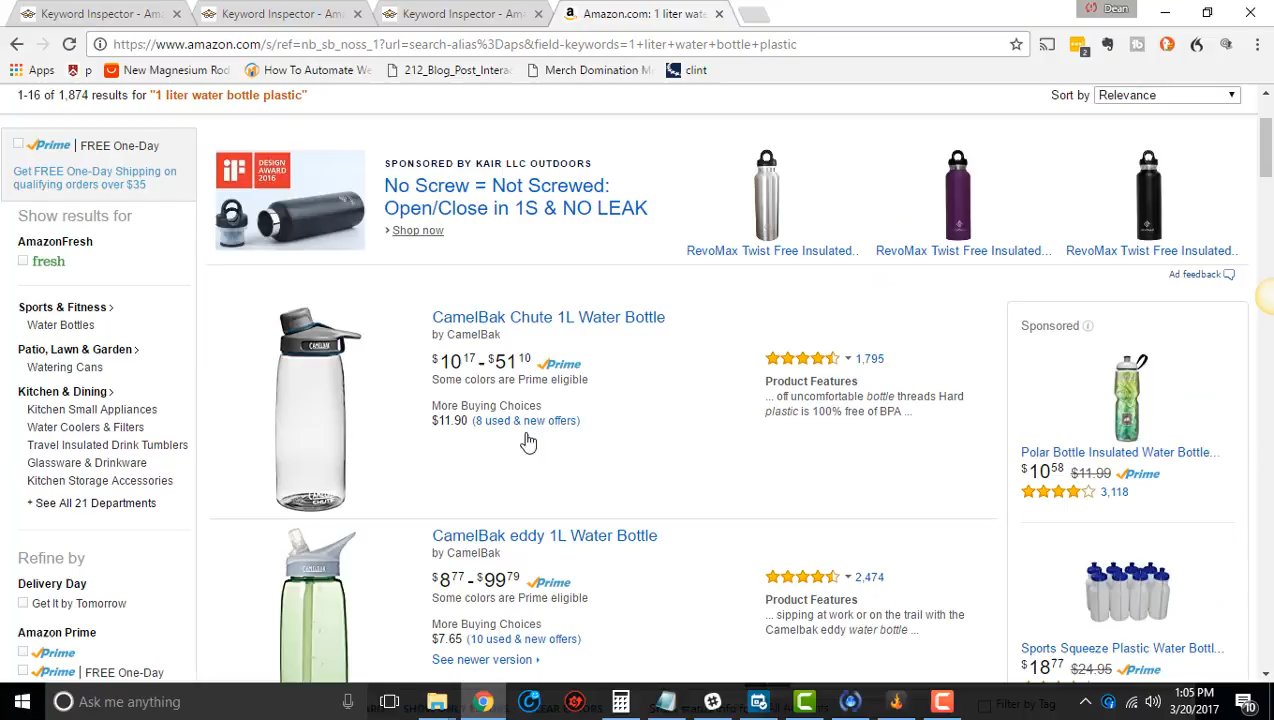 Keyword Inspector - Ama
Keyword Inspector - Ama
Keyword Inspector - Ama
Amazon.com: 1 liter wate
Dean
https://www.amazon.com/s/ref=nb_sb_noss_1?url=search-alias%3Daps&field-keywords=1+liter+water+bottle+plastic
2
Apps
p
New Magnesium Rod
How To Automate We
212_Blog_Post_Interac
Merch Domination M
clint
1-16 of 1,874 results for "1 liter water bottle plastic"
Sort by Relevance
Prime | FREE One-Day
Get FREE One-Day Shipping on
qualifying orders over $35
Show results for
AmazonFresh
fresh
Sports & Fitness
Water Bottles
Patio, Lawn & Garden
Watering Cans
Kitchen & Dining
Kitchen Small Appliances
Water Coolers & Filters
Travel Insulated Drink Tumblers
Glassware & Drinkware
Kitchen Storage Accessories
+ See All 21 Departments
Refine by
Delivery Day
Get It by Tomorrow
Amazon Prime
Prime
Prime | FREE One-Day
iF DESIGN
AWARD
2016
SPONSORED BY KAIR LLC OUTDOORS
No Screw = Not Screwed:
Open/Close in 1S & NO LEAK
› Shop now
RevoMax Twist Free Insulated..
RevoMax Twist Free Insulated...
RevoMax Twist Free Insulated..
Ad feedback
CAMELBAK
CamelBak Chute 1L Water Bottle
by CamelBak
$10 17 - $51 10 Prime
Some colors are Prime eligible
More Buying Choices
$11.90 (8 used & new offers)
1,795
Product Features
... off uncomfortable bottle threads Hard
plastic is 100% free of BPA ...
CamelBak eddy 1L Water Bottle
by CamelBak
$8 77 - $99 79 Prime
Some colors are Prime eligible
More Buying Choices
$7.65 (10 used & new offers)
See newer version
2,474
Product Features
... sipping at work or on the trail with the
Camelbak eddy water bottle ...
Sponsored
Polar Bottle Insulated Water Bottle...
$10 58 $11.99 Prime
3,118
Sports Squeeze Plastic Water Bottl...
$18 77 $24.95 Prime
Ask me anything
Filter by Tag
1:05 PM
3/20/2017
10